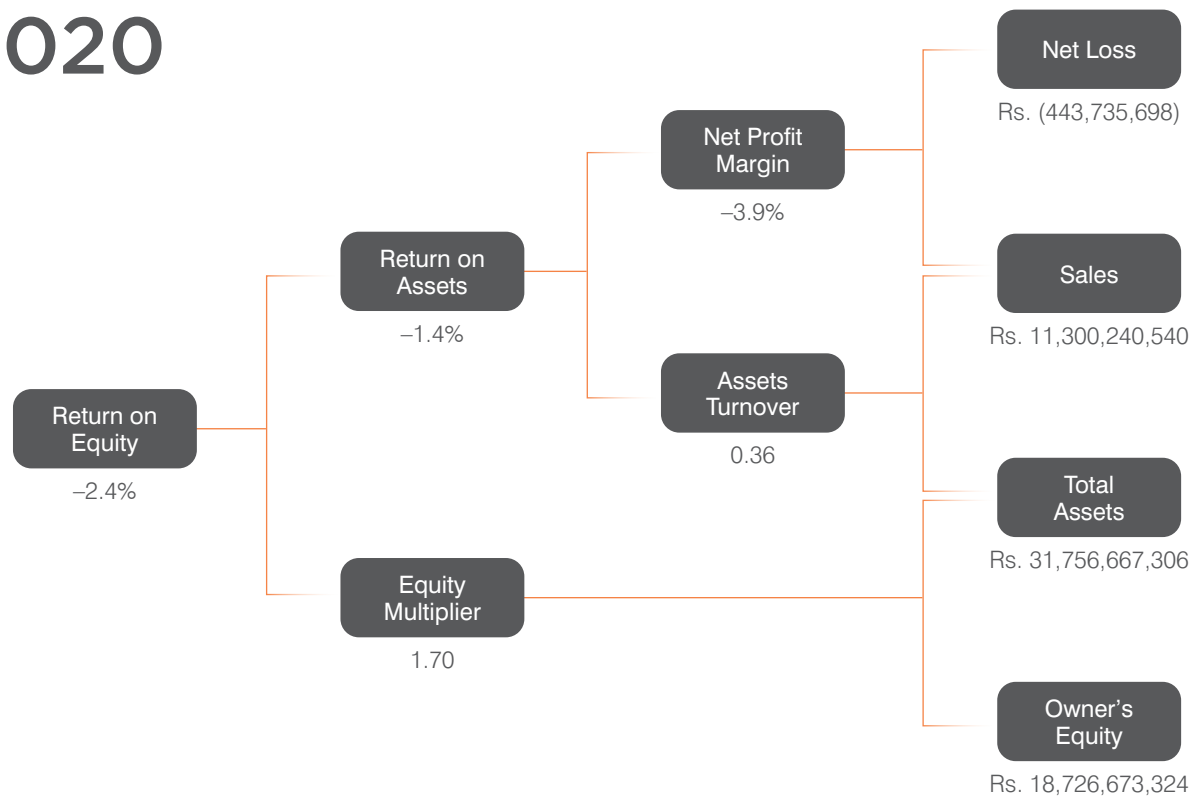 020
Net Loss
Rs. (443,735,698)
Net Profit
Margin
–3.9%
Return on
Assets
–1.4%
Sales
Rs. 11,300,240,540
Assets
Turnover
0.36
Return on
Equity
–2.4%
Total
Assets
Rs. 31,756,667,306
Equity
Multiplier
1.70
Owner’s
Equity
Rs. 18,726,673,324